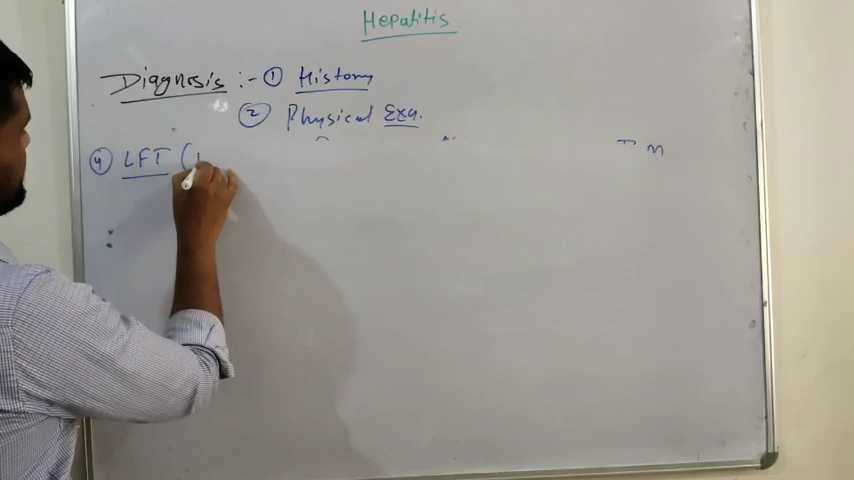 Hepatitis
Diagnosis :- ① History
② Physical Exa.
④ LFT (